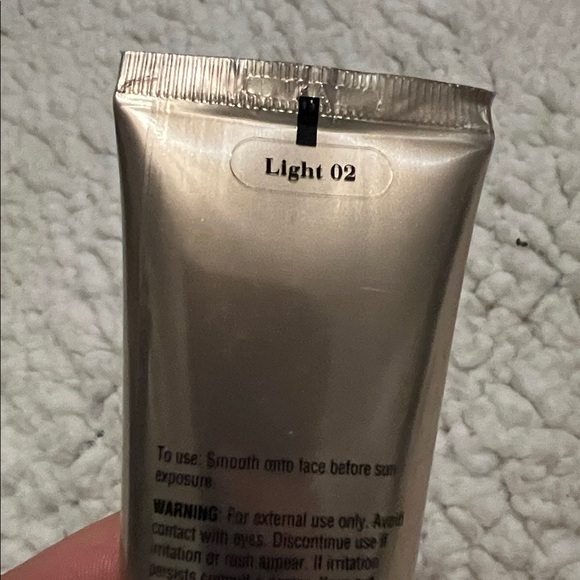 Light 02
To use: Smooth onto face before sun
exposure.
WARNING: For external use only. Avoid
contact with eyes. Discontinue use if
irritation or rash appear. If irritation
persists